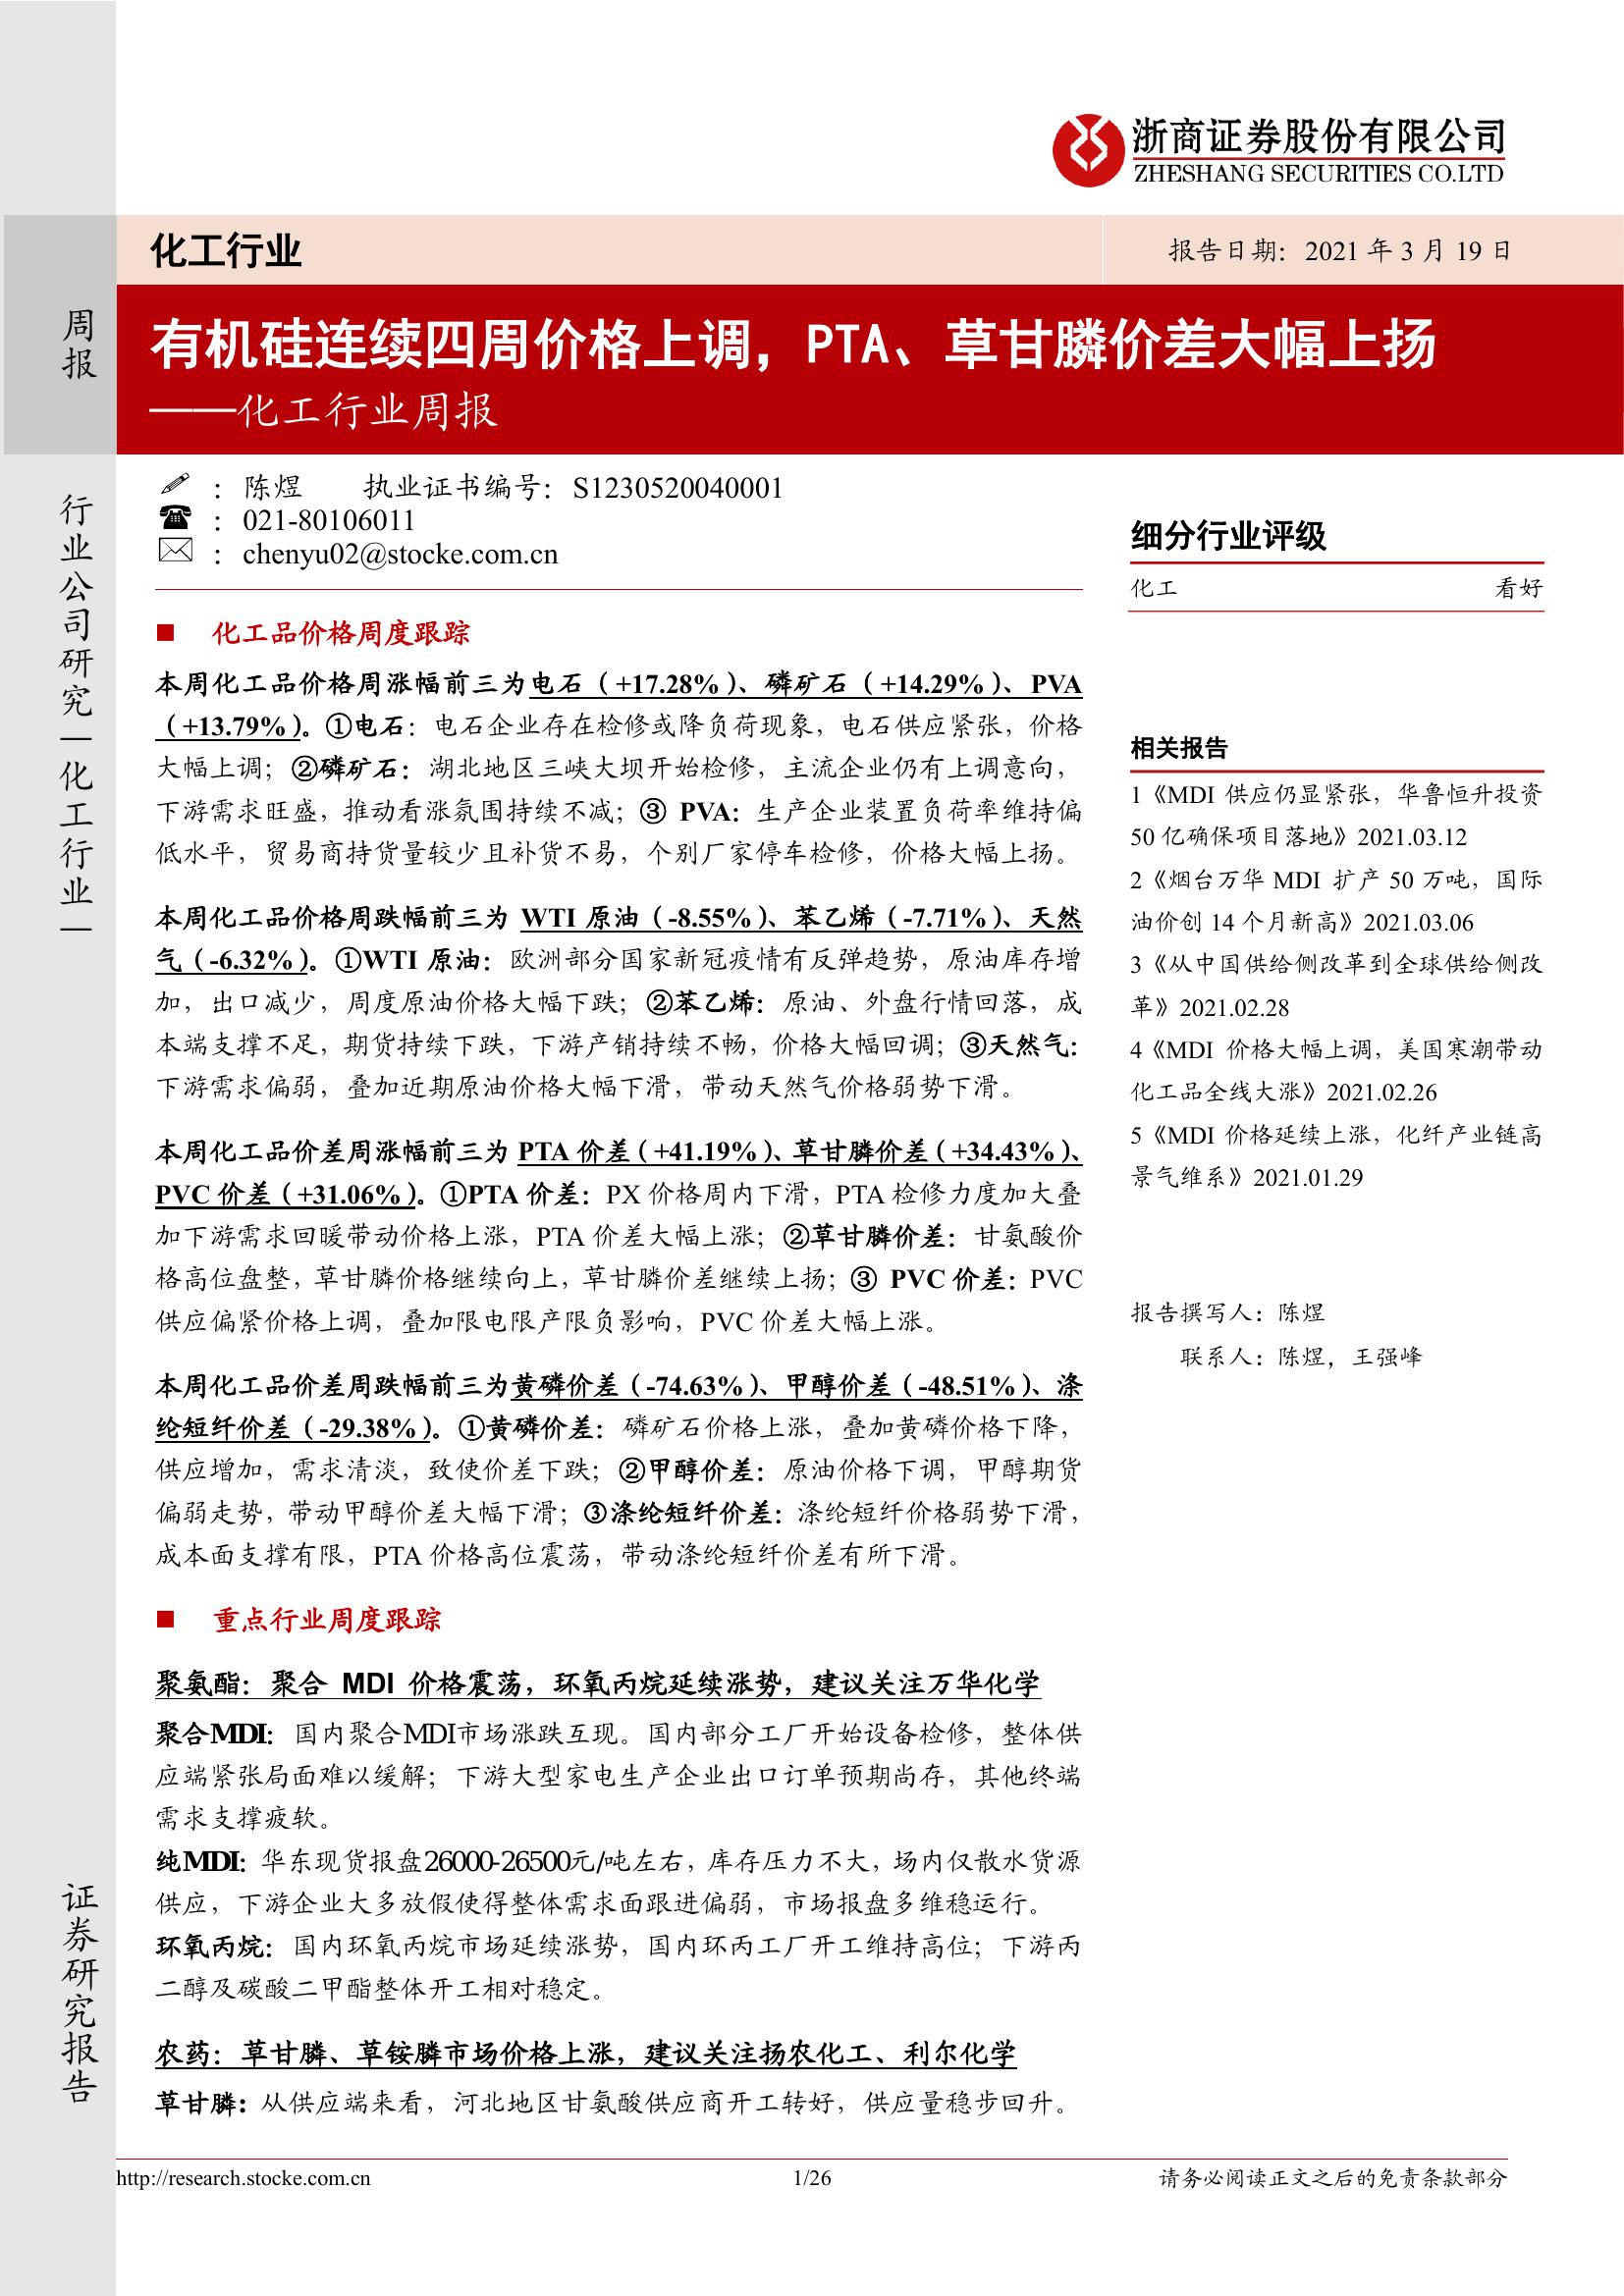 浙商证券股份有限公司
ZHESHANG SECURITIES CO.LTD
化工行业
报告日期：2021 年 3 月 19 日
周报
有机硅连续四周价格上调，PTA、草甘膦价差大幅上扬
——化工行业周报
行业公司研究|化工行业|
证券研究报告
： 陈煜 执业证书编号：S1230520040001
： 021-80106011
： chenyu02@stocke.com.cn
■ 化工品价格周度跟踪
本周化工品价格周涨幅前三为电石（+17.28%）、磷矿石（+14.29%）、PVA
（+13.79%）。①电石：电石企业存在检修或降负荷现象，电石供应紧张，价格
大幅上调；②磷矿石：湖北地区三峡大坝开始检修，主流企业仍有上调意向，
下游需求旺盛，推动看涨氛围持续不减；③ PVA：生产企业装置负荷率维持偏
低水平，贸易商持货量较少且补货不易，个别厂家停车检修，价格大幅上扬。
本周化工品价格周跌幅前三为 WTI 原油（-8.55%）、苯乙烯（-7.71%）、天然
气（-6.32%）。①WTI 原油：欧洲部分国家新冠疫情有反弹趋势，原油库存增
加，出口减少，周度原油价格大幅下跌；②苯乙烯：原油、外盘行情回落，成
本端支撑不足，期货持续下跌，下游产销持续不畅，价格大幅回调；③天然气：
下游需求偏弱，叠加近期原油价格大幅下滑，带动天然气价格弱势下滑。
本周化工品价差周涨幅前三为 PTA 价差（+41.19%）、草甘膦价差（+34.43%）、
PVC 价差（+31.06%）。①PTA 价差：PX 价格周内下滑，PTA 检修力度加大叠
加下游需求回暖带动价格上涨，PTA 价差大幅上涨；②草甘膦价差：甘氨酸价
格高位盘整，草甘膦价格继续向上，草甘膦价差继续上扬；③ PVC 价差：PVC
供应偏紧价格上调，叠加限电限产限负影响，PVC 价差大幅上涨。
本周化工品价差周跌幅前三为黄磷价差（-74.63%）、甲醇价差（-48.51%）、涤
纶短纤价差（-29.38%）。①黄磷价差：磷矿石价格上涨，叠加黄磷价格下降，
供应增加，需求清淡，致使价差下跌；②甲醇价差：原油价格下调，甲醇期货
偏弱走势，带动甲醇价差大幅下滑；③涤纶短纤价差：涤纶短纤价格弱势下滑，
成本面支撑有限，PTA 价格高位震荡，带动涤纶短纤价差有所下滑。
■ 重点行业周度跟踪
聚氨酯：聚合 MDI 价格震荡，环氧丙烷延续涨势，建议关注万华化学
聚合MDI：国内聚合MDI市场涨跌互现。国内部分工厂开始设备检修，整体供
应端紧张局面难以缓解；下游大型家电生产企业出口订单预期尚存，其他终端
需求支撑疲软。
纯MDI：华东现货报盘26000-26500元/吨左右，库存压力不大，场内仅散水货源
供应，下游企业大多放假使得整体需求面跟进偏弱，市场报盘多维稳运行。
环氧丙烷：国内环氧丙烷市场延续涨势，国内环丙工厂开工维持高位；下游丙
二醇及碳酸二甲酯整体开工相对稳定。
农药：草甘膦、草铵膦市场价格上涨，建议关注扬农化工、利尔化学
草甘膦：从供应端来看，河北地区甘氨酸供应商开工转好，供应量稳步回升。
细分行业评级
化工 看好
相关报告
1《MDI 供应仍显紧张，华鲁恒升投资
50 亿确保项目落地》2021.03.12
2《烟台万华 MDI 扩产 50 万吨，国际
油价创 14 个月新高》2021.03.06
3《从中国供给侧改革到全球供给侧改
革》2021.02.28
4《MDI 价格大幅上调，美国寒潮带动
化工品全线大涨》2021.02.26
5《MDI 价格延续上涨，化纤产业链高
景气维系》2021.01.29
报告撰写人：陈煜
联系人：陈煜，王强峰
http://research.stocke.com.cn
1/26
请务必阅读正文之后的免责条款部分